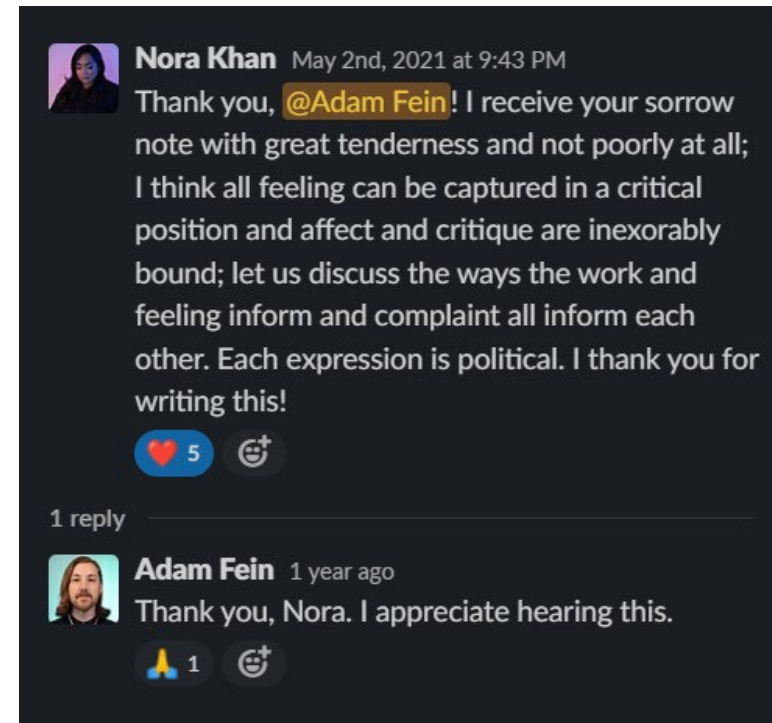 Nora Khan May 2nd, 2021 at 9:43 PM
Thank you, @Adam Fein! I receive your sorrow
note with great tenderness and not poorly at all;
I think all feeling can be captured in a critical
position and affect and critique are inexorably
bound; let us discuss the ways the work and
feeling inform and complaint all inform each
other. Each expression is political. I thank you for
writing this!
5
1 reply
Adam Fein 1 year ago
Thank you, Nora. I appreciate hearing this.
1